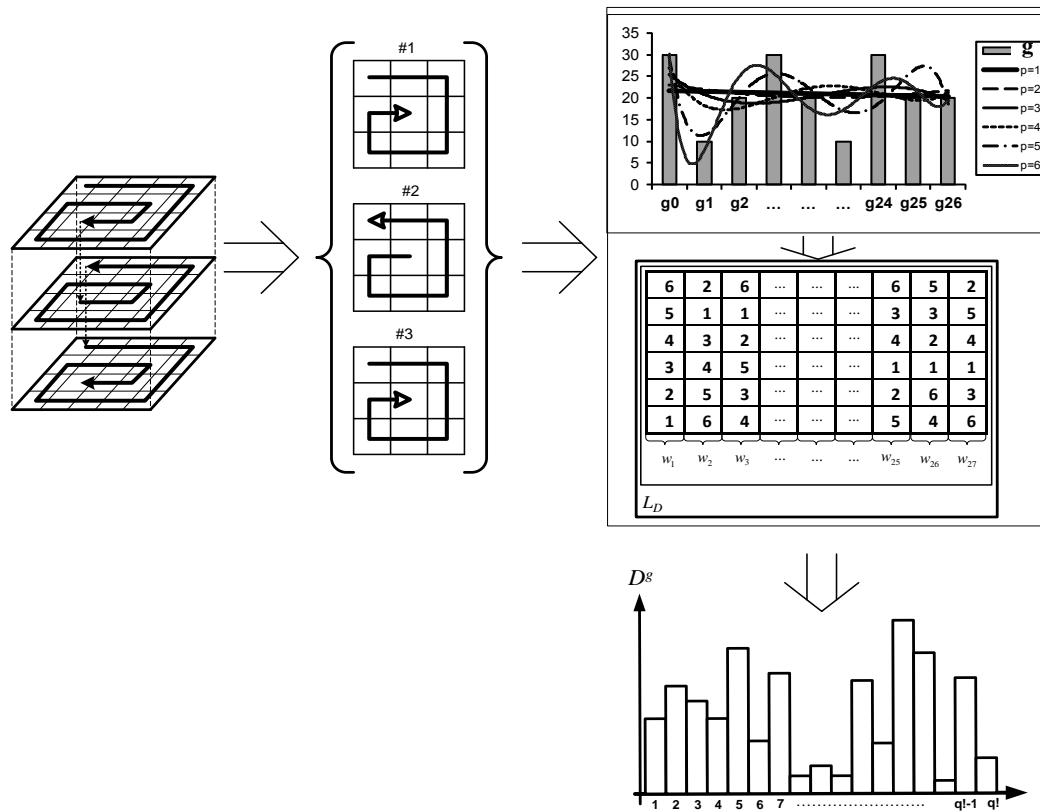 #1
#2
#3
35
30
25
20
15
10
5
0
g0 g1 g2 ... ... ... g24 g25 g26
g
p=1
p=2
p=3
p=4
p=5
p=6
6 2 6 ... ... ... 6 5 2
5 1 1 ... ... ... 3 3 5
4 3 2 ... ... ... 4 2 4
3 4 5 ... ... ... 1 1 1
2 5 3 ... ... ... 2 6 3
1 6 4 ... ... ... 5 4 6
w1 w2 w3 ... ... ... w25 w26 w27
LD
Dg
1 2 3 4 5 6 7 ........................... q!-1 q!